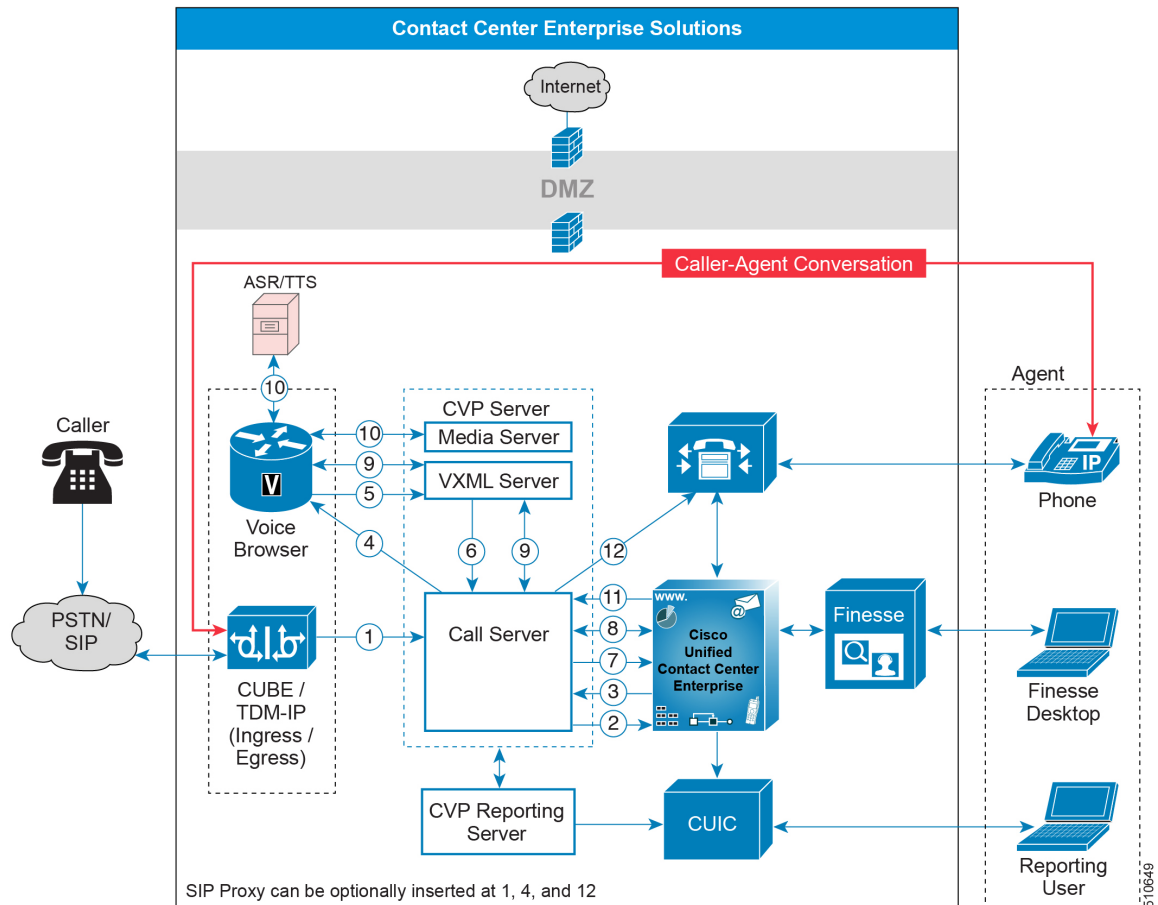 Contact Center Enterprise Solutions
Internet
DMZ
Caller-Agent Conversation
ASR/TTS
10
Agent
Caller
CVP Server
10
Media Server
9
VXML Server
5
V
IP
Phone
Voice
Browser
4
6
9
12
PSTN/
SIP
1
Call Server
11
8
7
3
2
www.
@
Cisco
Unified
Contact Center
Enterprise
Finesse
Finesse
Desktop
CUBE /
TDM-IP
(Ingress /
Egress)
CVP Reporting
Server
CUIC
Reporting
User
SIP Proxy can be optionally inserted at 1, 4, and 12